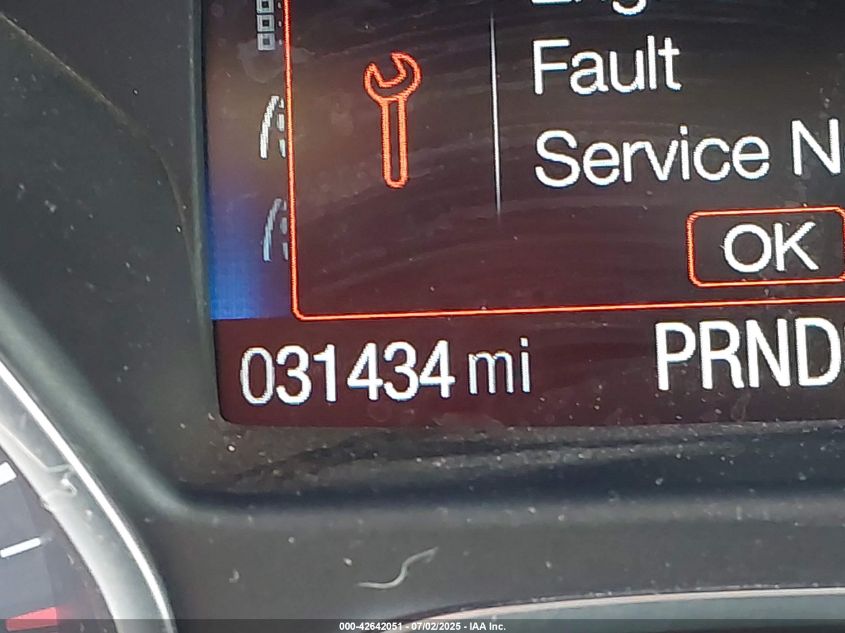 Fault
Service N
OK
031434 mi
PRND
000-42642051 - 07/02/2025 - IAA Inc.